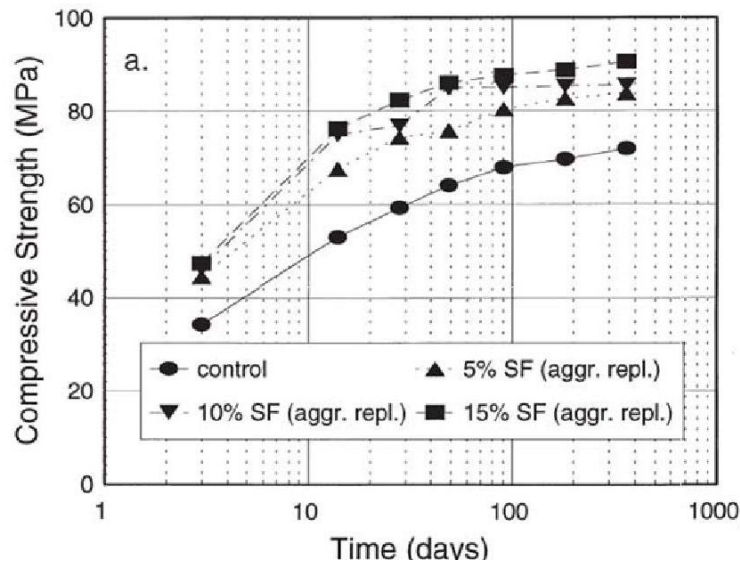 100
80
60
40
20
0
Compressive Strength (MPa)
a.
control
5% SF (aggr. repl.)
10% SF (aggr. repl.)
15% SF (aggr. repl.)
1
10
100
1000
Time (days)